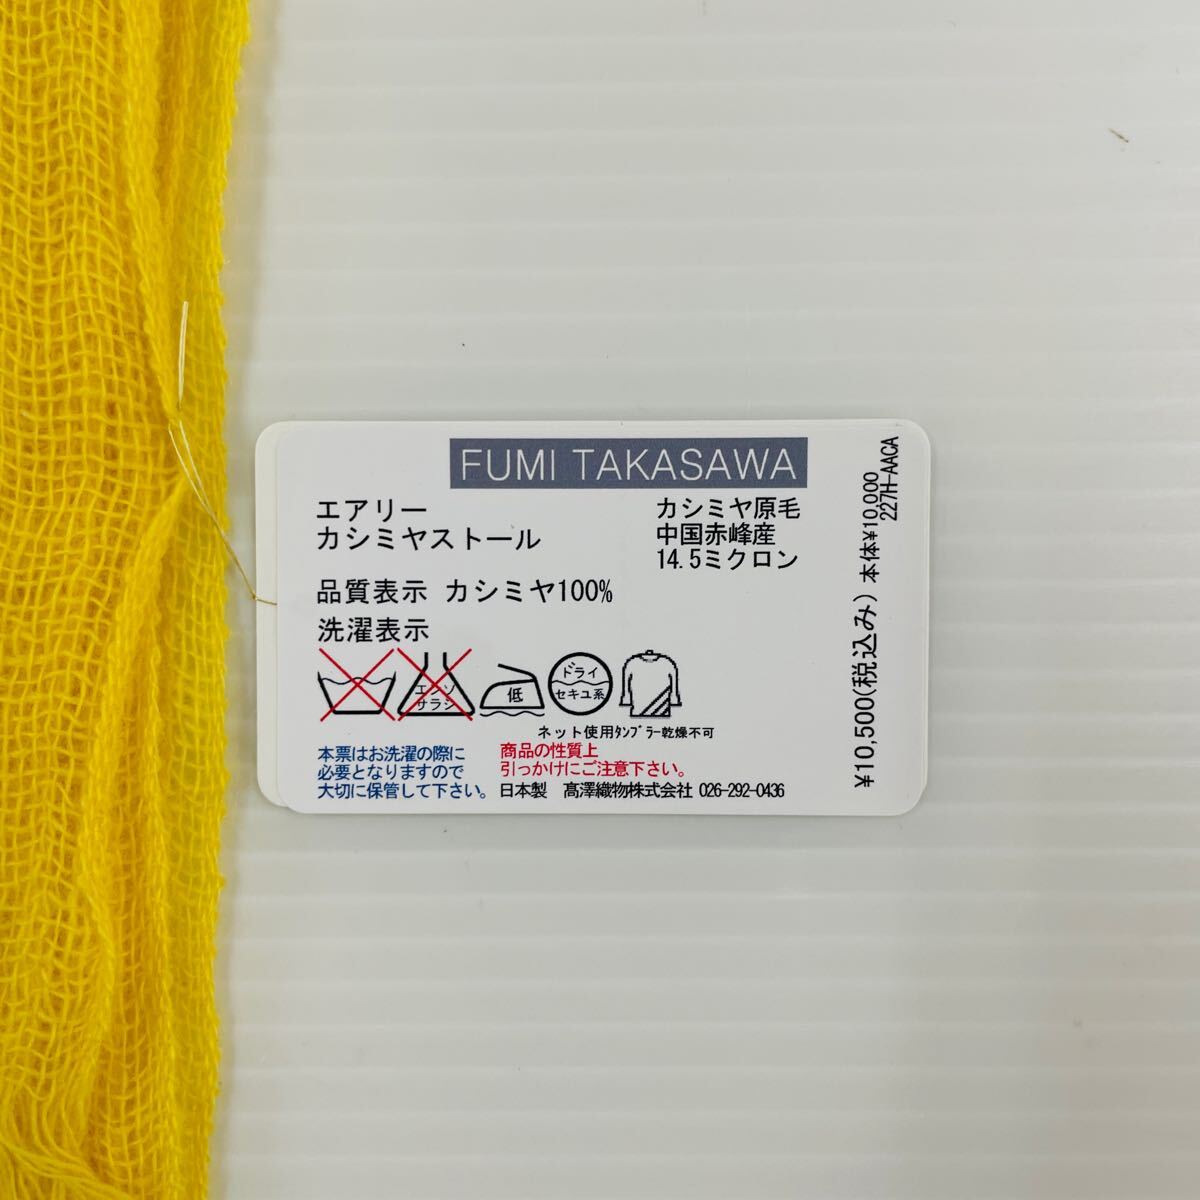 FUMI TAKASAWA
エアリー
カシミヤストール
カシミヤ原毛
中国赤峰産
14.5ミクロン
品質表示 カシミヤ100%
洗濯表示
エンソ
サラシ
低
ドライ
セキユ系
ネット使用ﾀﾝﾌﾞﾗｰ乾燥不可
本票はお洗濯の際に
必要となりますので
大切に保管して下さい。
商品の性質上
引っかけにご注意下さい。
日本製 髙澤織物株式会社 026-292-0436
¥10,500(税込み) 本体¥10,000
227H-AACA